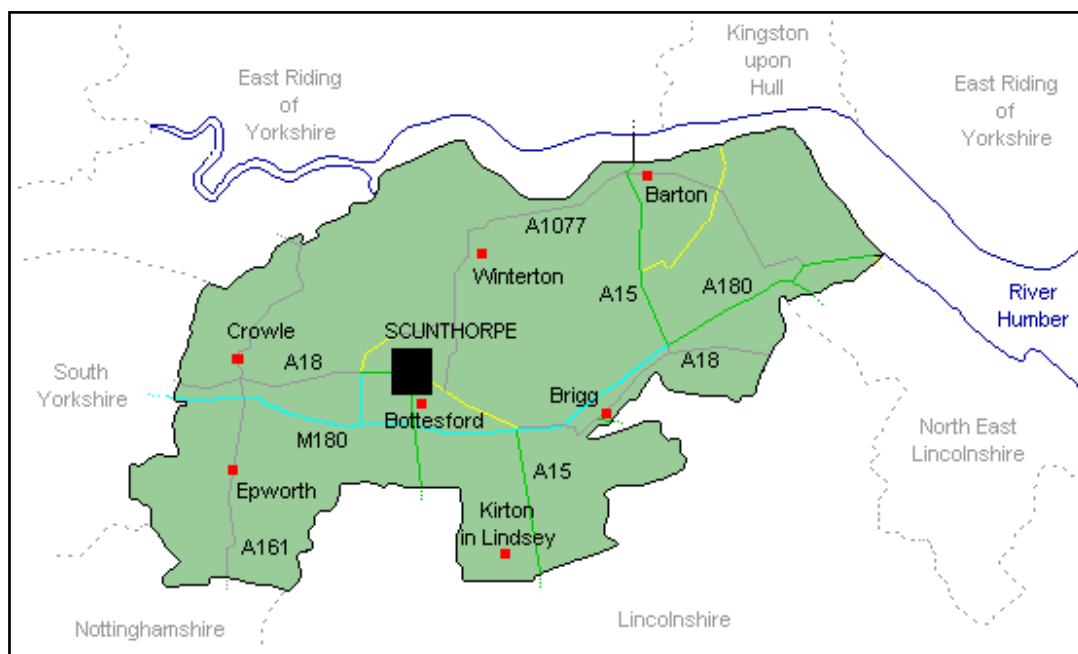 Kingston
upon
Hull
East Riding
of
Yorkshire
East Riding
of
Yorkshire
Barton
A1077
Winterton
A15
A180
River
Humber
SCUNTHORPE
Crowle
A18
A18
South
Yorkshire
Brigg
Bottesford
M180
North East
Lincolnshire
A15
Epworth
Kirton
in Lindsey
A161
Nottinghamshire
Lincolnshire